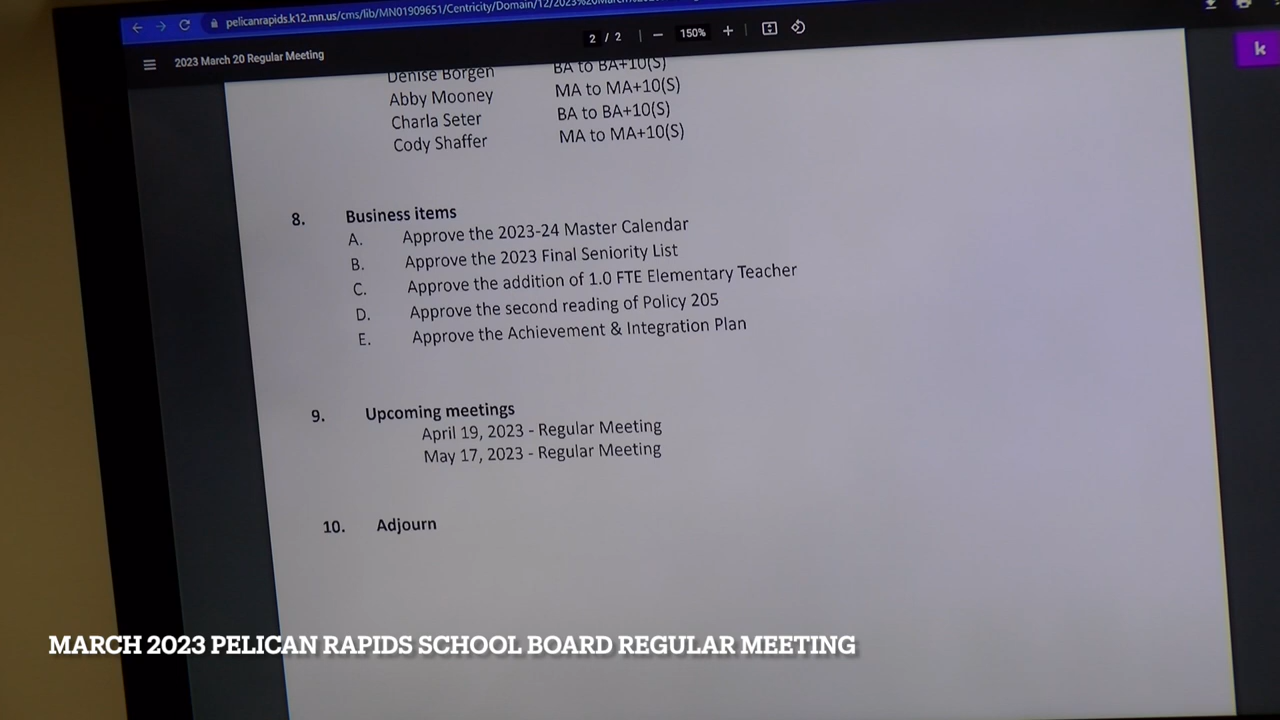 pelicanrapids.k12.mn.us/cms/lib/MN01909651/Centricity/Domain/12/2023%20March
2023 March 20 Regular Meeting
2 / 2 | − 150% + |
k
Denise Borgen BA to BA+10(S)
Abby Mooney MA to MA+10(S)
Charla Seter BA to BA+10(S)
Cody Shaffer MA to MA+10(S)
8. Business items
A. Approve the 2023-24 Master Calendar
B. Approve the 2023 Final Seniority List
C. Approve the addition of 1.0 FTE Elementary Teacher
D. Approve the second reading of Policy 205
E. Approve the Achievement & Integration Plan
9. Upcoming meetings
April 19, 2023 - Regular Meeting
May 17, 2023 - Regular Meeting
10. Adjourn
MARCH 2023 PELICAN RAPIDS SCHOOL BOARD REGULAR MEETING